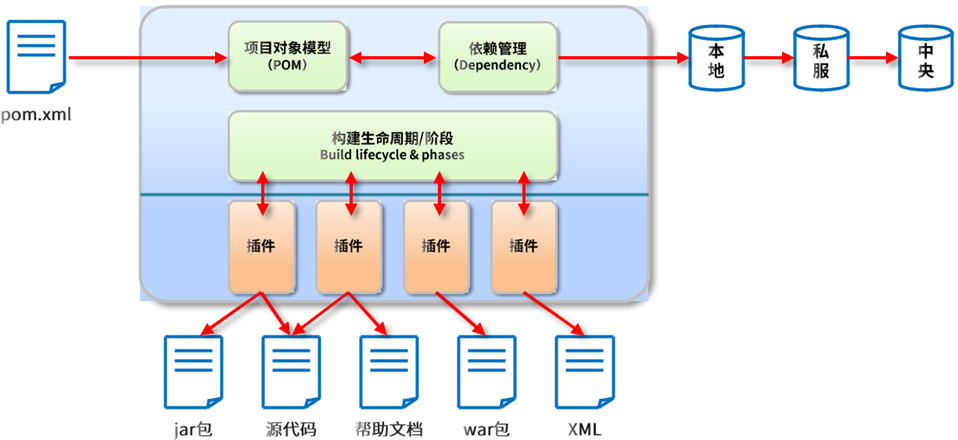 项目对象模型
（POM）
依赖管理
（Dependency）
本
地
私
服
中
央
pom.xml
构建生命周期/阶段
Build lifecycle & phases
插件
插件
插件
插件
jar包
源代码
帮助文档
war包
XML